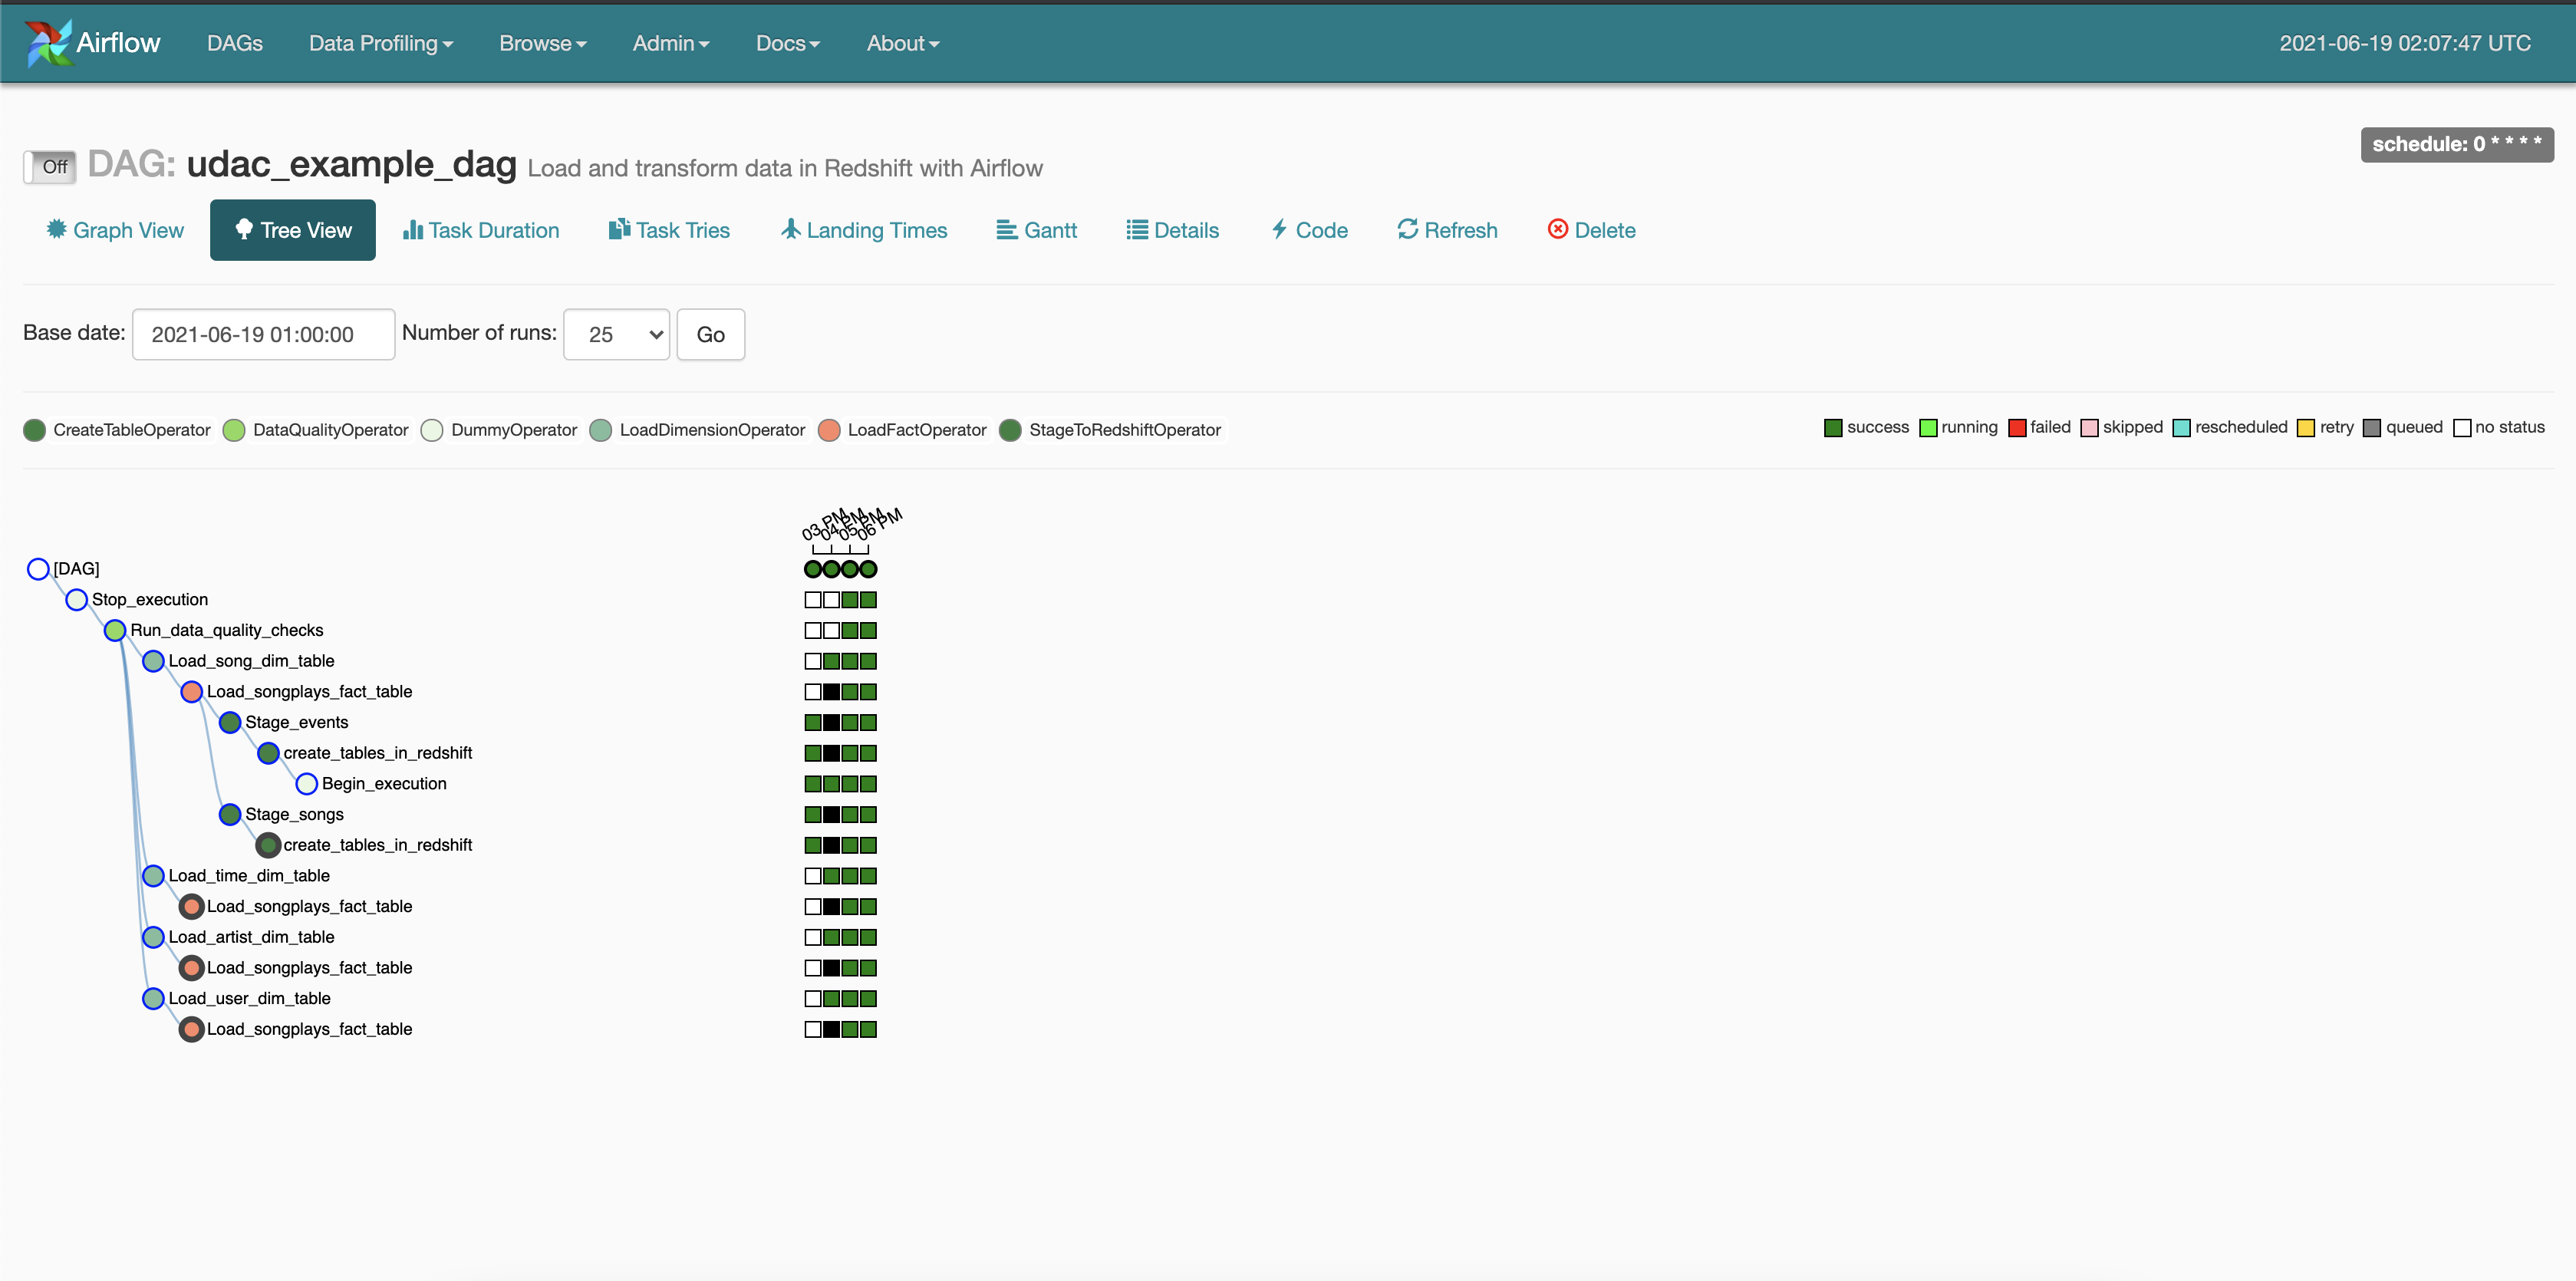 Airflow DAGs Data Profiling Browse Admin Docs About 2021-06-19 02:07:47 UTC
schedule: 0 * * * *
Off DAG: udac_example_dag Load and transform data in Redshift with Airflow
Graph View Tree View Task Duration Task Tries Landing Times Gantt Details Code Refresh Delete
Base date: 2021-06-19 01:00:00 Number of runs: 25 Go
CreateTableOperator DataQualityOperator DummyOperator LoadDimensionOperator LoadFactOperator StageToRedshiftOperator success running failed skipped rescheduled retry queued no status
03 PM 04 PM 05 PM 06 PM
[DAG]
Stop_execution
Run_data_quality_checks
Load_song_dim_table
Load_songplays_fact_table
Stage_events
create_tables_in_redshift
Begin_execution
Stage_songs
create_tables_in_redshift
Load_time_dim_table
Load_songplays_fact_table
Load_artist_dim_table
Load_songplays_fact_table
Load_user_dim_table
Load_songplays_fact_table